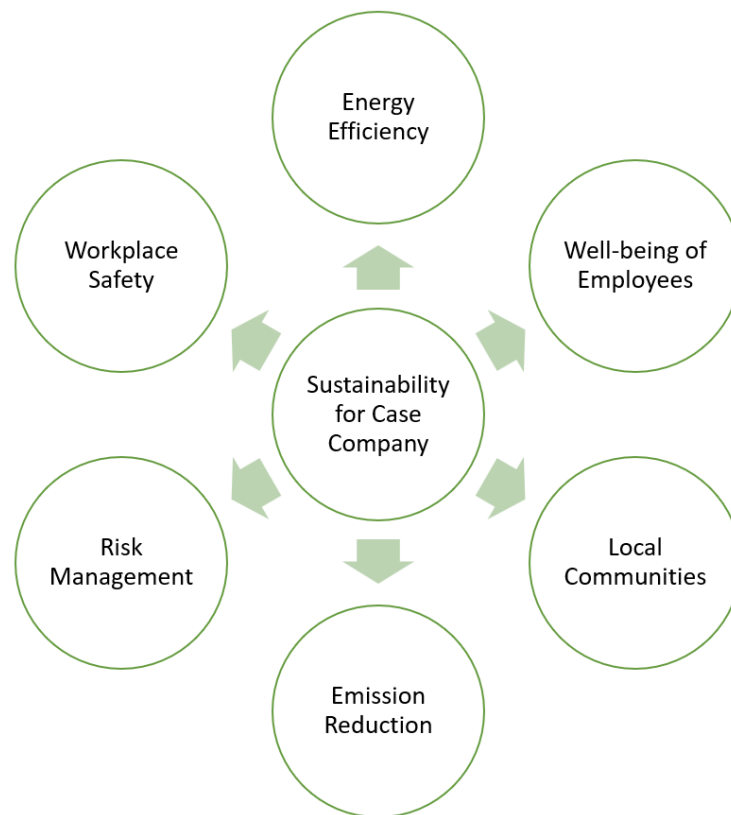 Energy
Efficiency
Workplace
Safety
Well-being of
Employees
Sustainability
for Case
Company
Risk
Management
Local
Communities
Emission
Reduction